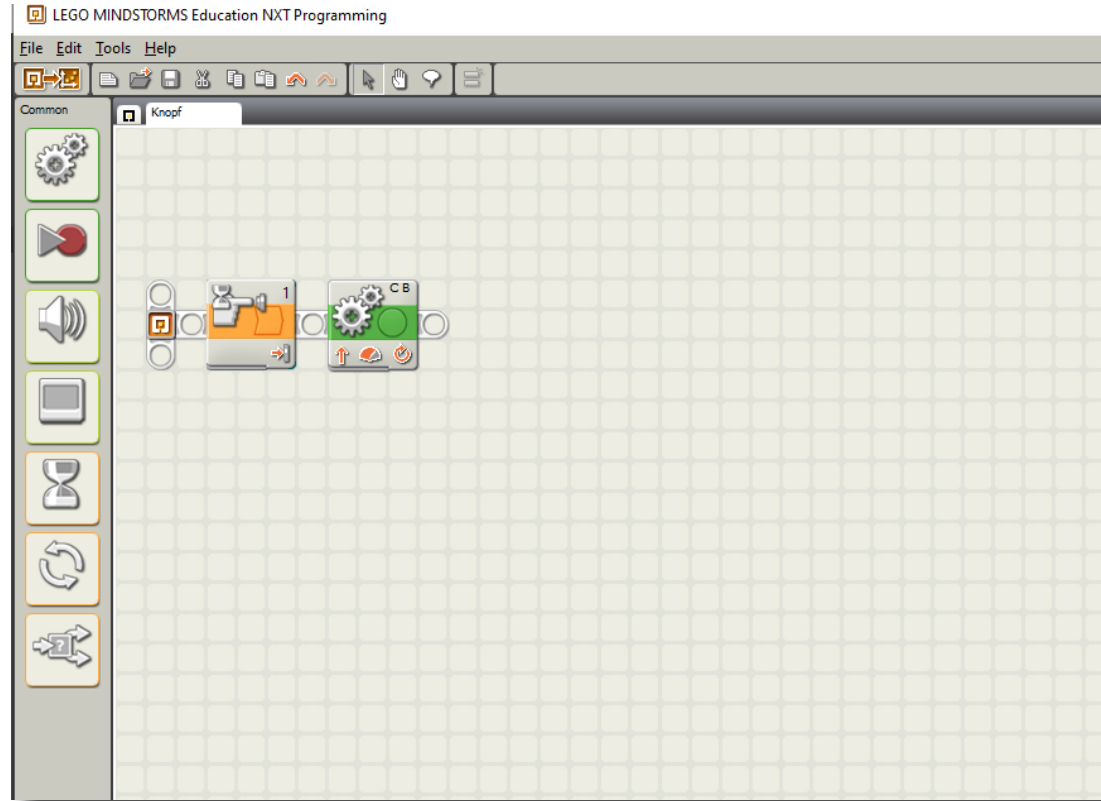 LEGO MINDSTORMS Education NXT Programming
File Edit Tools Help
Common
Knopf
1
C B